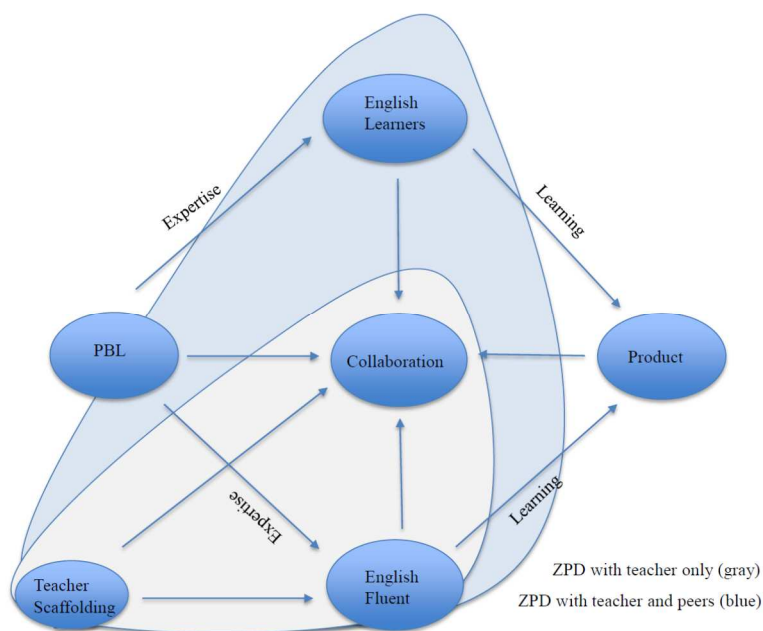 English
Learners
Expertise
Learning
PBL
Collaboration
Product
Expertise
Learning
Teacher
Scaffolding
English
Fluent
ZPD with teacher only (gray)
ZPD with teacher and peers (blue)